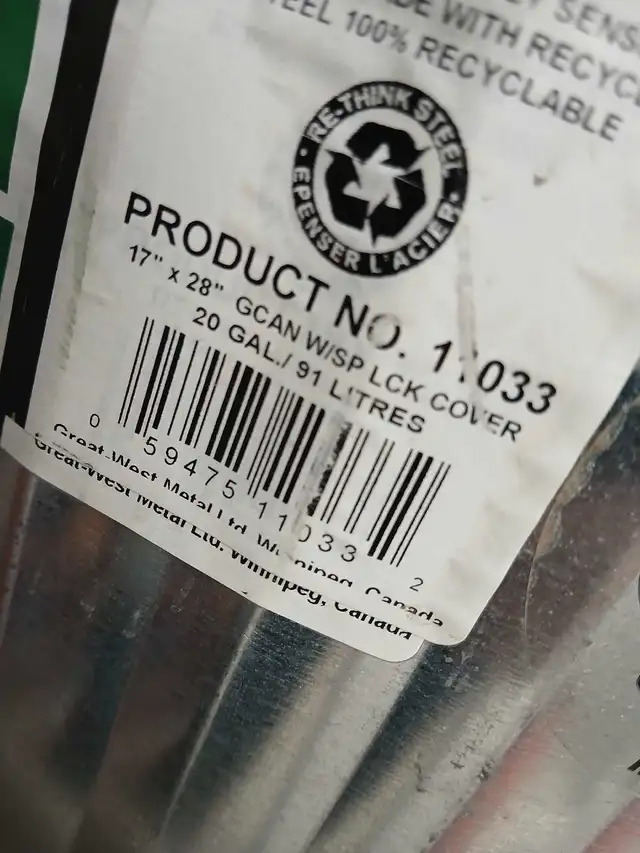 SENS
DE WITH RECYC
TEEL 100% RECYCLABLE
RE-THINK STEEL
EPENSER L'ACIER
PRODUCT NO. 11033
17" x 28" GCAN W/SP LCK COVER
20 GAL./ 91 LITRES
0 59475 11033 2
Great-West Metal Ltd. Winnipeg, Canada
Great-West Metal Ltd. Winnipeg, Canada